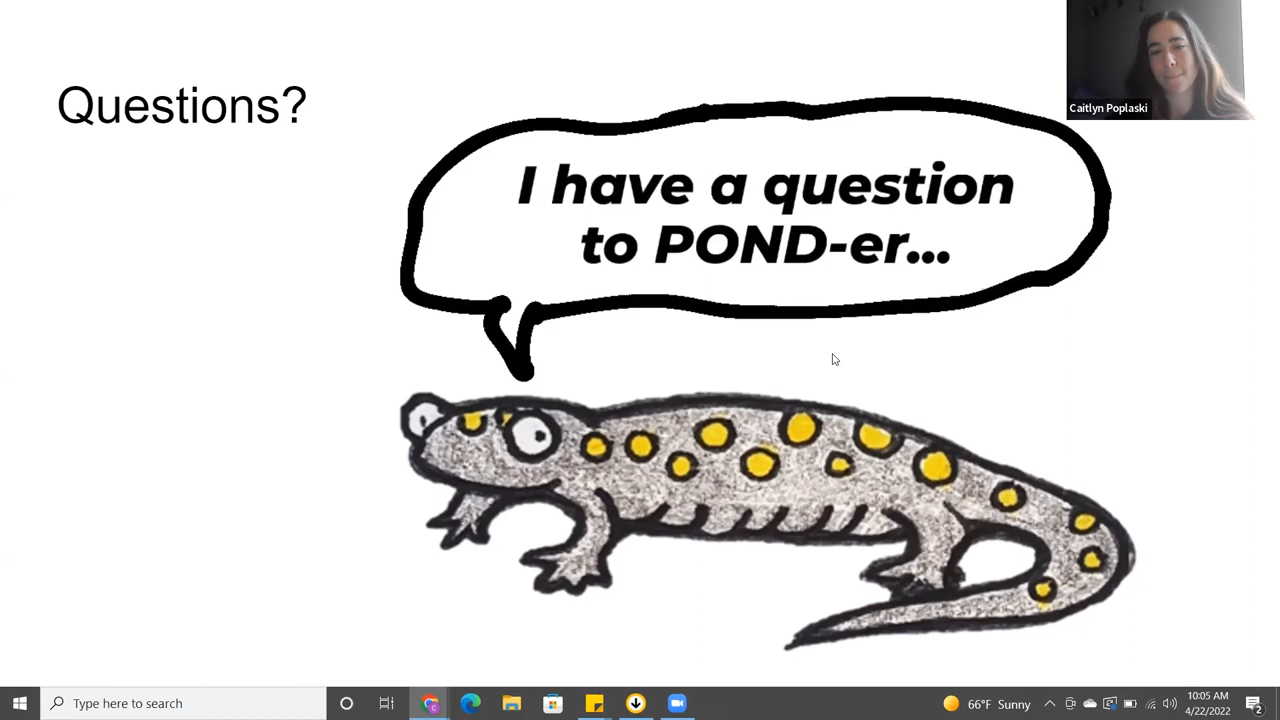 Caitlyn Poplaski
Questions?
I have a question
to POND-er...
Type here to search
66°F Sunny
10:05 AM
4/22/2022
2